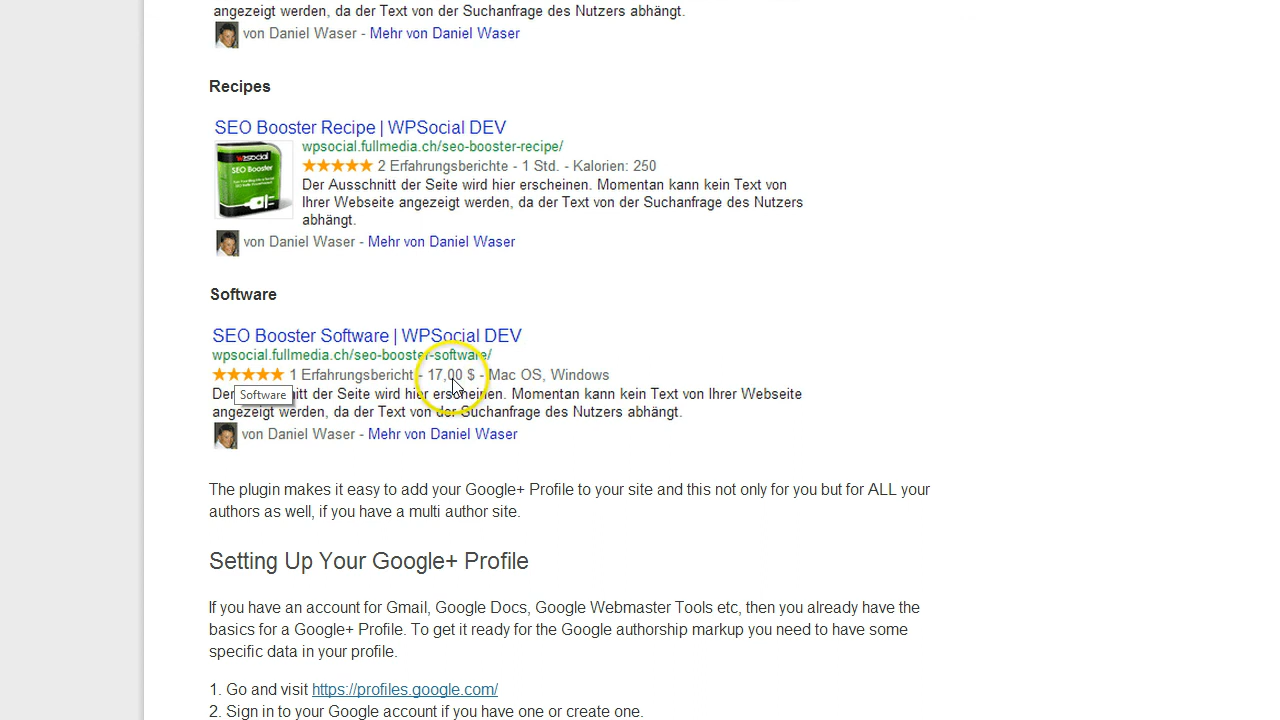 angezeigt werden, da der Text von der Suchanfrage des Nutzers abhängt.
von Daniel Waser - Mehr von Daniel Waser
Recipes
SEO Booster Recipe | WPSocial DEV
wpsocial.fullmedia.ch/seo-booster-recipe/
★★★★★ 2 Erfahrungsberichte - 1 Std. - Kalorien: 250
Der Ausschnitt der Seite wird hier erscheinen. Momentan kann kein Text von
Ihrer Webseite angezeigt werden, da der Text von der Suchanfrage des Nutzers
abhängt.
SEO Booster
von Daniel Waser - Mehr von Daniel Waser
Software
SEO Booster Software | WPSocial DEV
wpsocial.fullmedia.ch/seo-booster-software/
★★★★★ 1 Erfahrungsbericht - 17,00 $ - Mac OS, Windows
Software
Der itt der Seite wird hier erscheinen. Momentan kann kein Text von Ihrer Webseite
angezeigt werden, da der Text von der Suchanfrage des Nutzers abhängt.
von Daniel Waser - Mehr von Daniel Waser
The plugin makes it easy to add your Google+ Profile to your site and this not only for you but for ALL your
authors as well, if you have a multi author site.
Setting Up Your Google+ Profile
If you have an account for Gmail, Google Docs, Google Webmaster Tools etc, then you already have the
basics for a Google+ Profile. To get it ready for the Google authorship markup you need to have some
specific data in your profile.
1. Go and visit https://profiles.google.com/
2. Sign in to your Google account if you have one or create one.